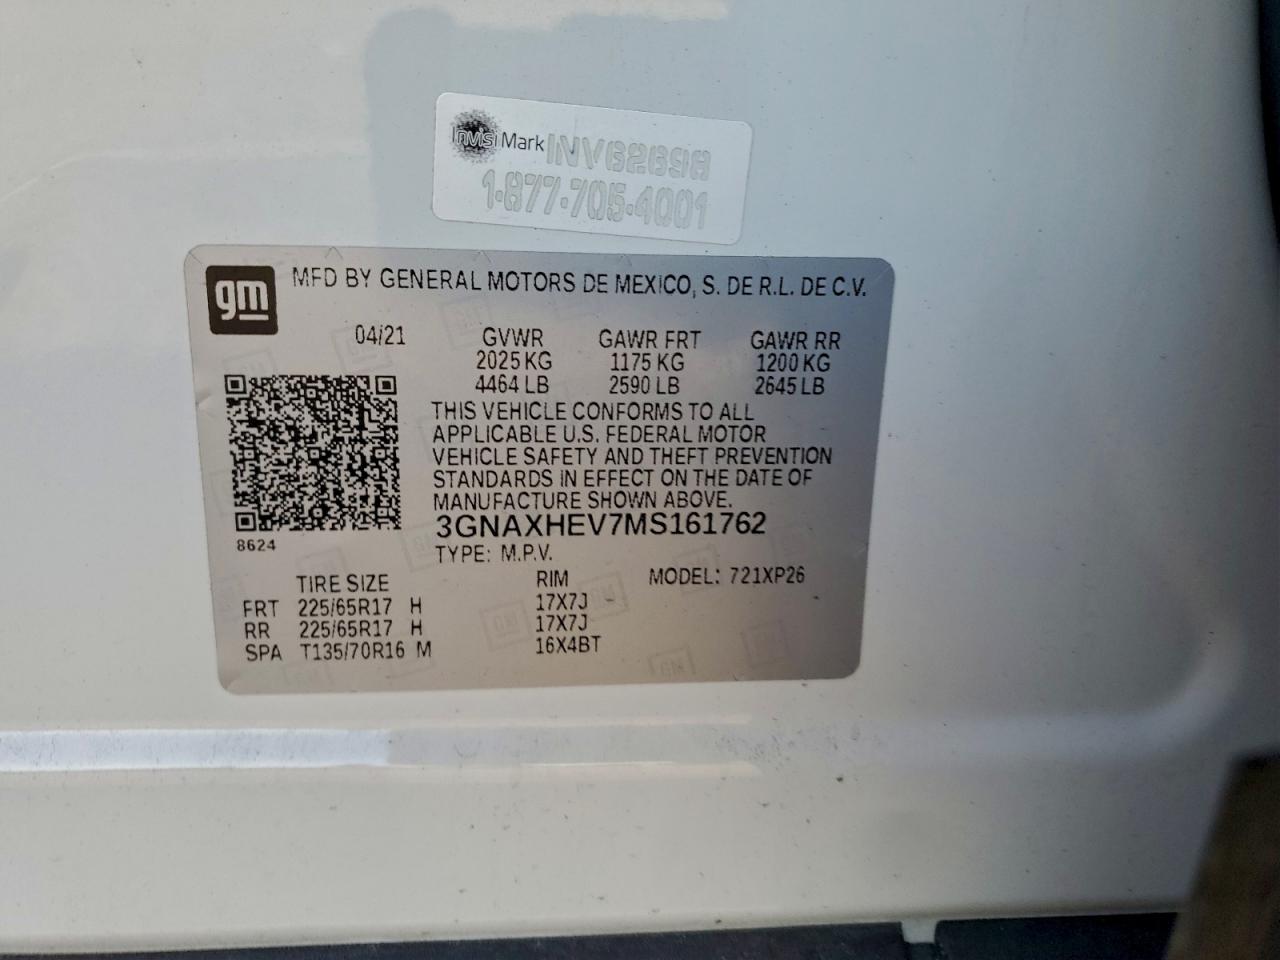 Invisi Mark INV62698
1-877-705-4001
gm MFD BY GENERAL MOTORS DE MEXICO, S. DE R.L. DE C.V.
04/21 GVWR GAWR FRT GAWR RR
2025 KG 1175 KG 1200 KG
4464 LB 2590 LB 2645 LB
THIS VEHICLE CONFORMS TO ALL
APPLICABLE U.S. FEDERAL MOTOR
VEHICLE SAFETY AND THEFT PREVENTION
STANDARDS IN EFFECT ON THE DATE OF
MANUFACTURE SHOWN ABOVE.
3GNAXHEV7MS161762
8624
TYPE: M.P.V.
TIRE SIZE RIM MODEL: 721XP26
FRT 225/65R17 H 17X7J
RR 225/65R17 H 17X7J
SPA T135/70R16 M 16X4BT